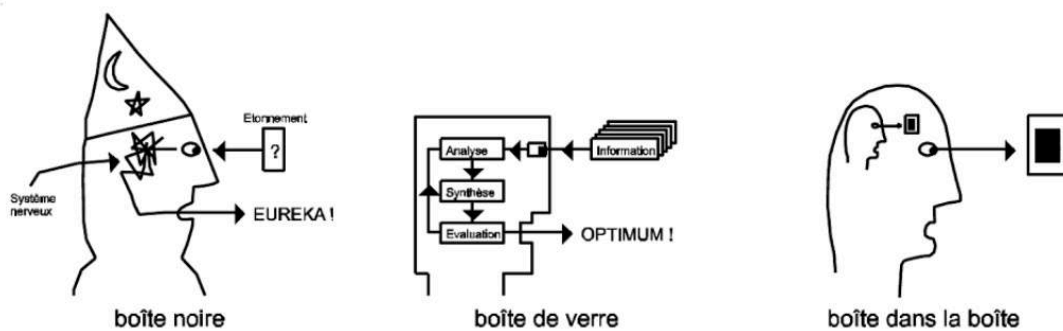 Etonnement
?
Système
nerveux
EUREKA !
boîte noire
Information
Analyse
Synthèse
Evaluation
OPTIMUM !
boîte de verre
boîte dans la boîte